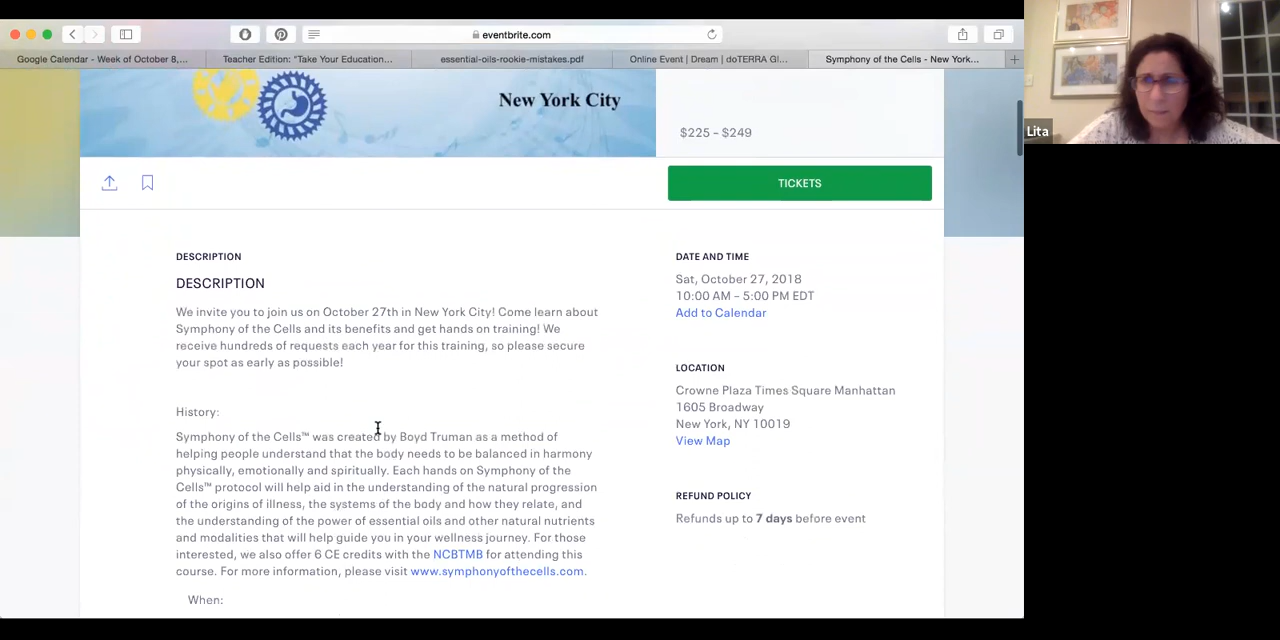 eventbrite.com
Google Calendar - Week of October 8,...
Teacher Edition: "Take Your Education...
essential-oils-rookie-mistakes.pdf
Online Event | Dream | doTERRA Gl...
Symphony of the Cells - New York...
New York City
$225 – $249
TICKETS
DESCRIPTION
DESCRIPTION
We invite you to join us on October 27th in New York City! Come learn about
Symphony of the Cells and its benefits and get hands on training! We
receive hundreds of requests each year for this training, so please secure
your spot as early as possible!
History:
Symphony of the Cells™ was created by Boyd Truman as a method of
helping people understand that the body needs to be balanced in harmony
physically, emotionally and spiritually. Each hands on Symphony of the
Cells™ protocol will help aid in the understanding of the natural progression
of the origins of illness, the systems of the body and how they relate, and
the understanding of the power of essential oils and other natural nutrients
and modalities that will help guide you in your wellness journey. For those
interested, we also offer 6 CE credits with the NCBTMB for attending this
course. For more information, please visit www.symphonyofthecells.com.
When:
DATE AND TIME
Sat, October 27, 2018
10:00 AM – 5:00 PM EDT
Add to Calendar
LOCATION
Crowne Plaza Times Square Manhattan
1605 Broadway
New York, NY 10019
View Map
REFUND POLICY
Refunds up to 7 days before event
Lita